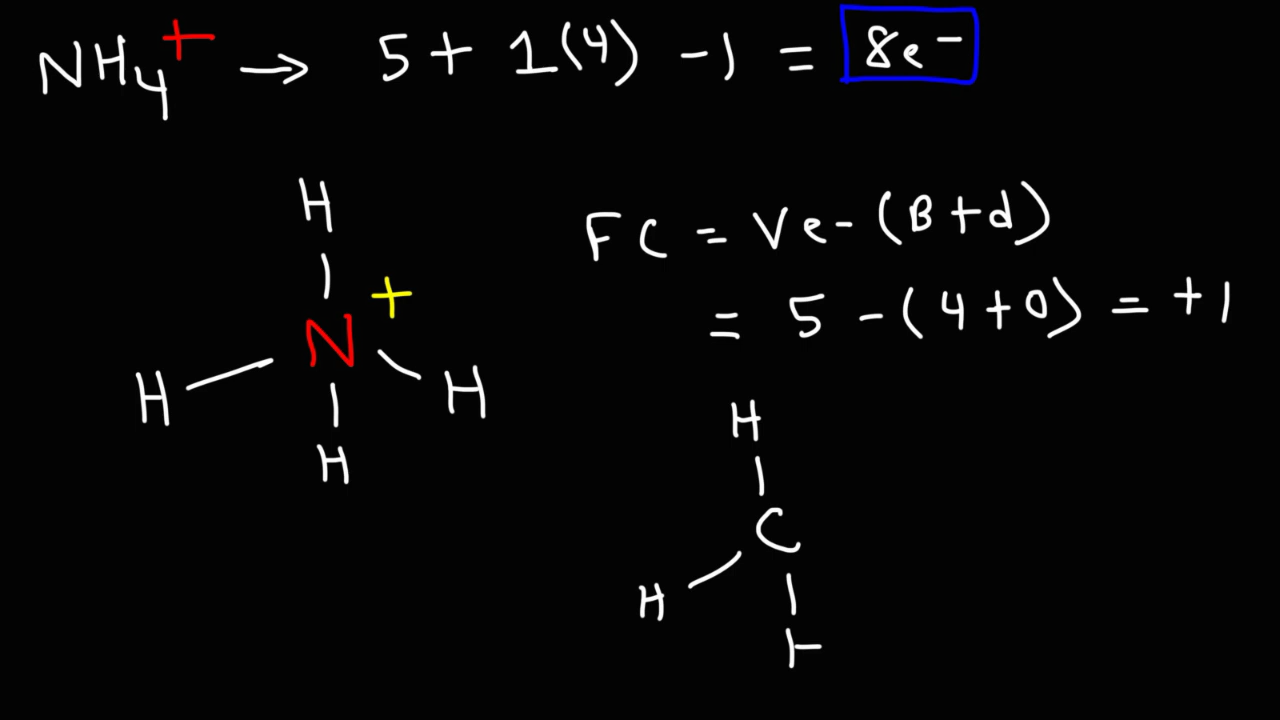 NH₄⁺ → 5 + 1(4) - 1 = 8e⁻
H
N +
H H
H
FC = Ve - (B + d)
= 5 - (4 + 0) = +1
H
C
H